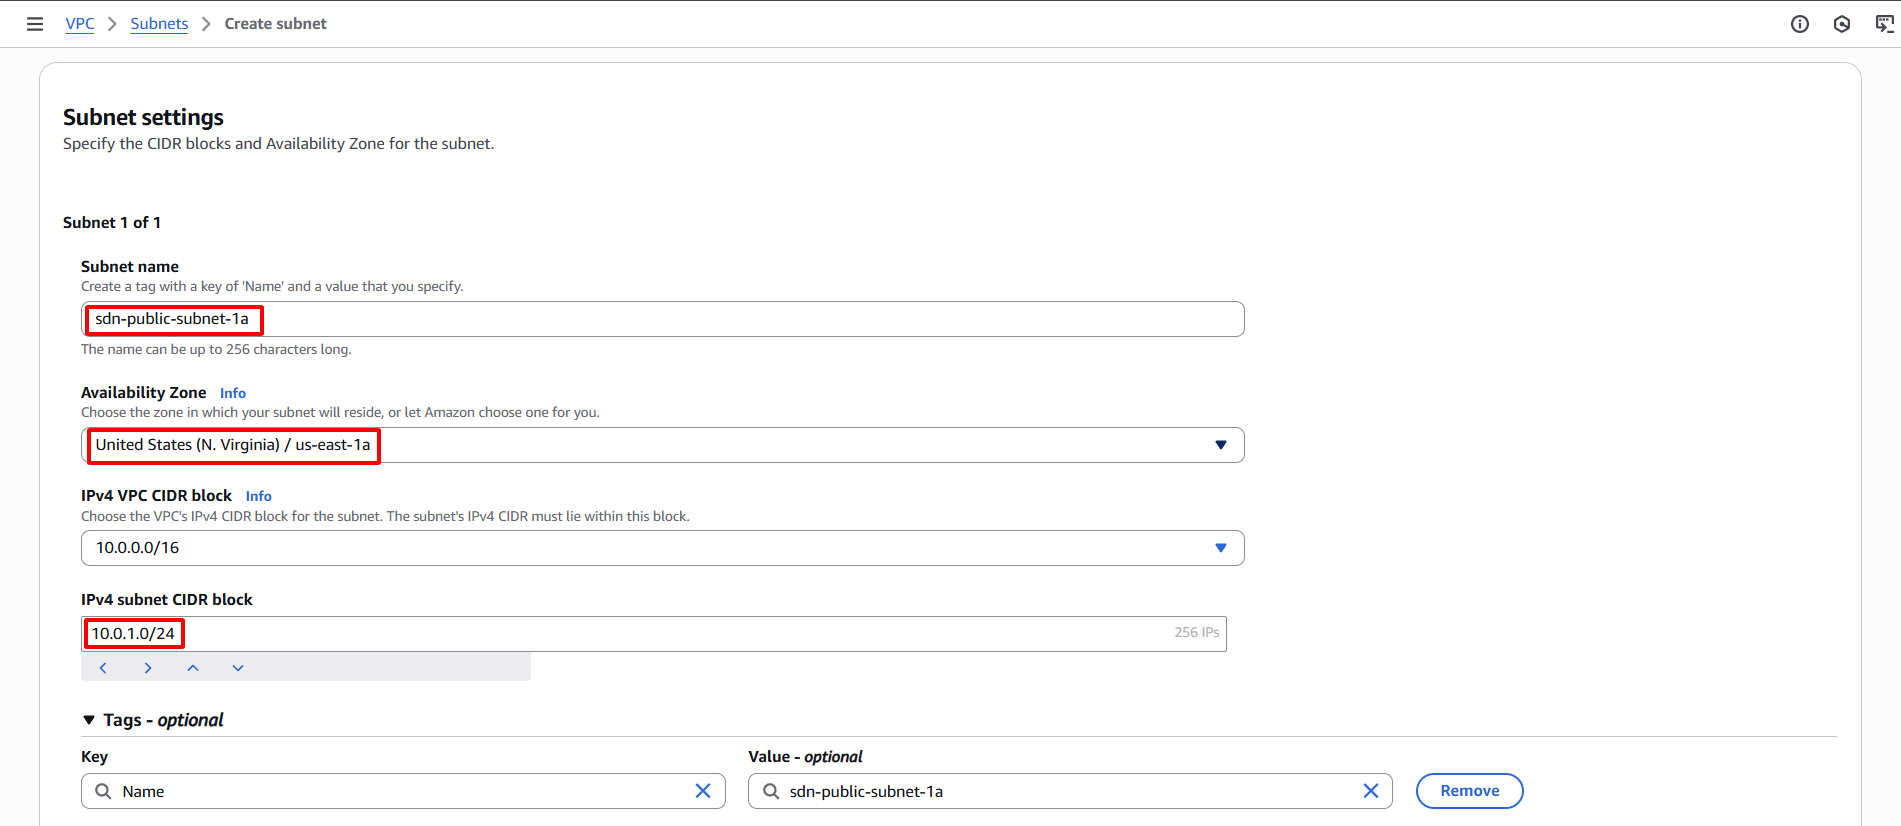 VPC > Subnets > Create subnet
Subnet settings
Specify the CIDR blocks and Availability Zone for the subnet.
Subnet 1 of 1
Subnet name
Create a tag with a key of 'Name' and a value that you specify.
sdn-public-subnet-1a
The name can be up to 256 characters long.
Availability Zone Info
Choose the zone in which your subnet will reside, or let Amazon choose one for you.
United States (N. Virginia) / us-east-1a
IPv4 VPC CIDR block Info
Choose the VPC's IPv4 CIDR block for the subnet. The subnet's IPv4 CIDR must lie within this block.
10.0.0.0/16
IPv4 subnet CIDR block
10.0.1.0/24 256 IPs
Tags - optional
Key Value - optional
Name sdn-public-subnet-1a Remove